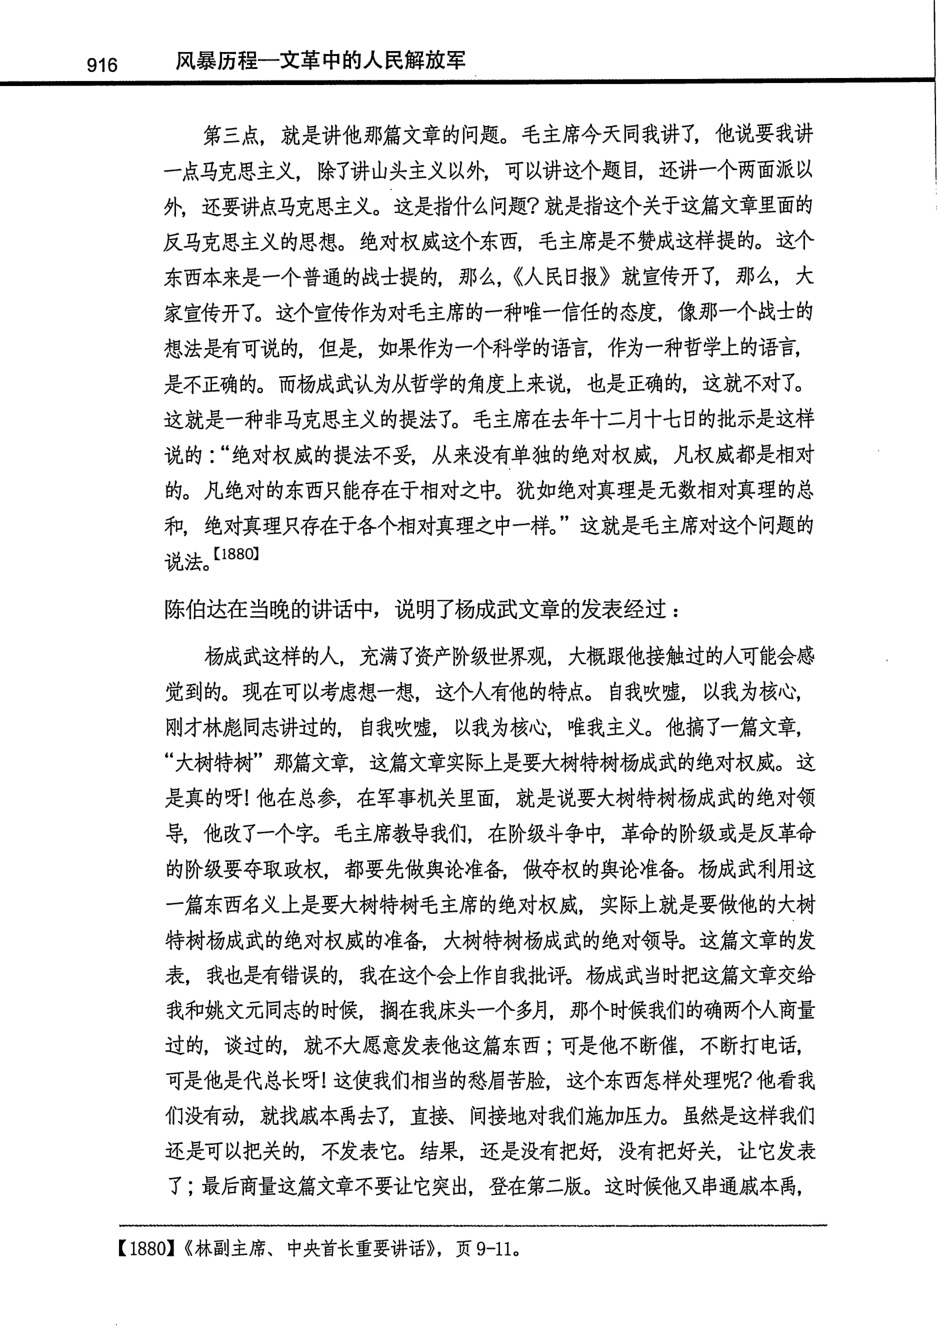 916 风暴历程—文革中的人民解放军
第三点，就是讲他那篇文章的问题。毛主席今天同我讲了，他说要我讲
一点马克思主义，除了讲山头主义以外，可以讲这个题目，还讲一个两面派以
外，还要讲点马克思主义。这是指什么问题？就是指这个关于这篇文章里面的
反马克思主义的思想。绝对权威这个东西，毛主席是不赞成这样提的。这个
东西本来是一个普通的战士提的，那么，《人民日报》就宣传开了，那么，大
家宣传开了。这个宣传作为对毛主席的一种唯一信任的态度，像那一个战士的
想法是有可说的，但是，如果作为一个科学的语言，作为一种哲学上的语言，
是不正确的。而杨成武认为从哲学的角度上来说，也是正确的，这就不对了。
这就是一种非马克思主义的提法了。毛主席在去年十二月十七日的批示是这样
说的：“绝对权威的提法不妥，从来没有单独的绝对权威，凡权威都是相对
的。凡绝对的东西只能存在于相对之中。犹如绝对真理是无数相对真理的总
和，绝对真理只存在于各个相对真理之中一样。”这就是毛主席对这个问题的
说法。【1880】
陈伯达在当晚的讲话中，说明了杨成武文章的发表经过：
杨成武这样的人，充满了资产阶级世界观，大概跟他接触过的人可能会感
觉到的。现在可以考虑想一想，这个人有他的特点。自我吹嘘，以我为核心，
刚才林彪同志讲过的，自我吹嘘，以我为核心，唯我主义。他搞了一篇文章，
“大树特树”那篇文章，这篇文章实际上是要大树特树杨成武的绝对权威。这
是真的呀！他在总参，在军事机关里面，就是说要大树特树杨成武的绝对领
导，他改了一个字。毛主席教导我们，在阶级斗争中，革命的阶级或是反革命
的阶级要夺取政权，都要先做舆论准备，做夺权的舆论准备。杨成武利用这
一篇东西名义上是要大树特树毛主席的绝对权威，实际上就是要做他的大树
特树杨成武的绝对权威的准备，大树特树杨成武的绝对领导。这篇文章的发
表，我也是有错误的，我在这个会上作自我批评。杨成武当时把这篇文章交给
我和姚文元同志的时候，搁在我床头一个多月，那个时候我们的确两个人商量
过的，谈过的，就不大愿意发表他这篇东西；可是他不断催，不断打电话，
可是他是代总长呀！这使我们相当的愁眉苦脸，这个东西怎样处理呢？他看我
们没有动，就找戚本禹去了，直接、间接地对我们施加压力。虽然是这样我们
还是可以把关的，不发表它。结果，还是没有把好，没有把好关，让它发表
了；最后商量这篇文章不要让它突出，登在第二版。这时候他又串通戚本禹，
【1880】《林副主席、中央首长重要讲话》，页 9-11。